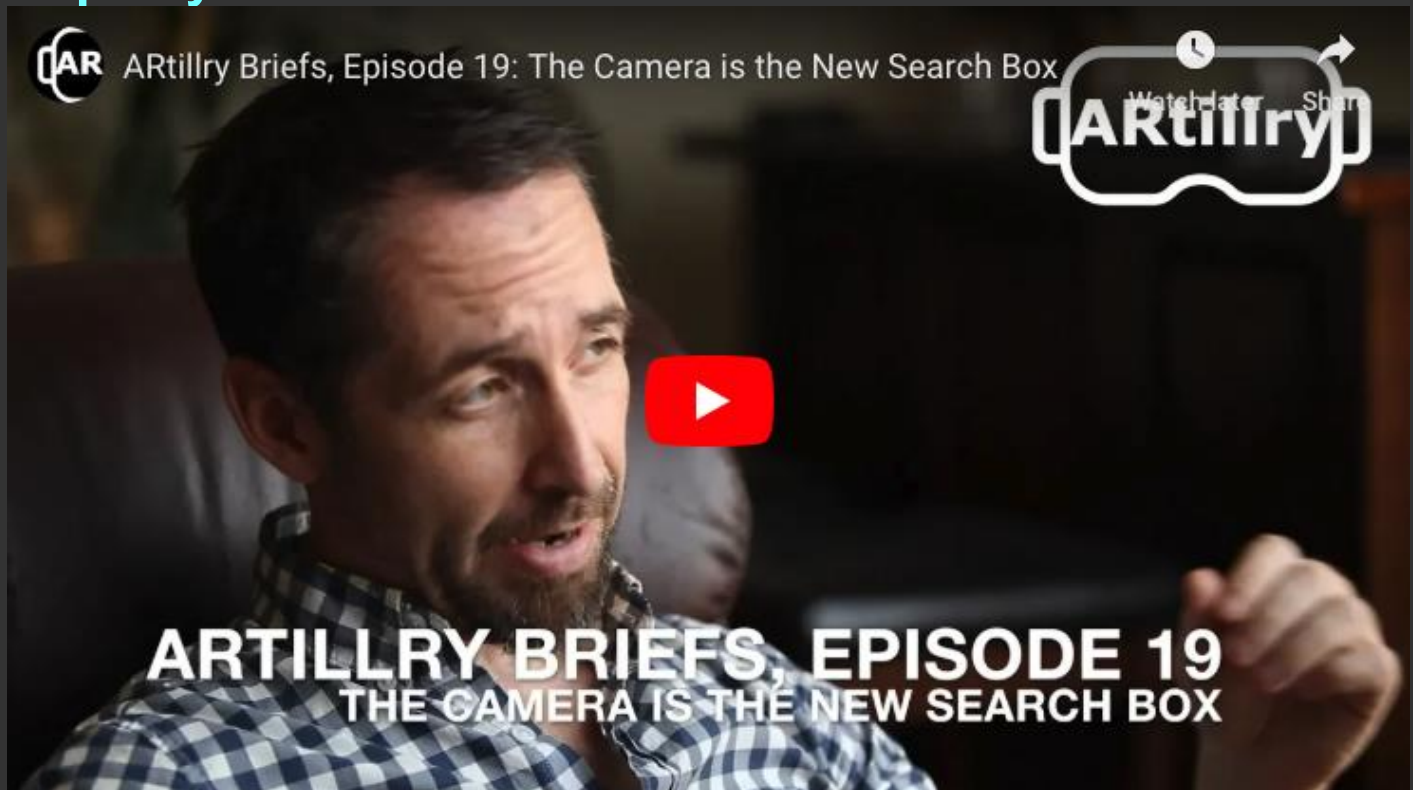 AR
ARtillry Briefs, Episode 19: The Camera is the New Search Box
Watch later
Share
ARtillry
ARTILLRY BRIEFS, EPISODE 19
THE CAMERA IS THE NEW SEARCH BOX